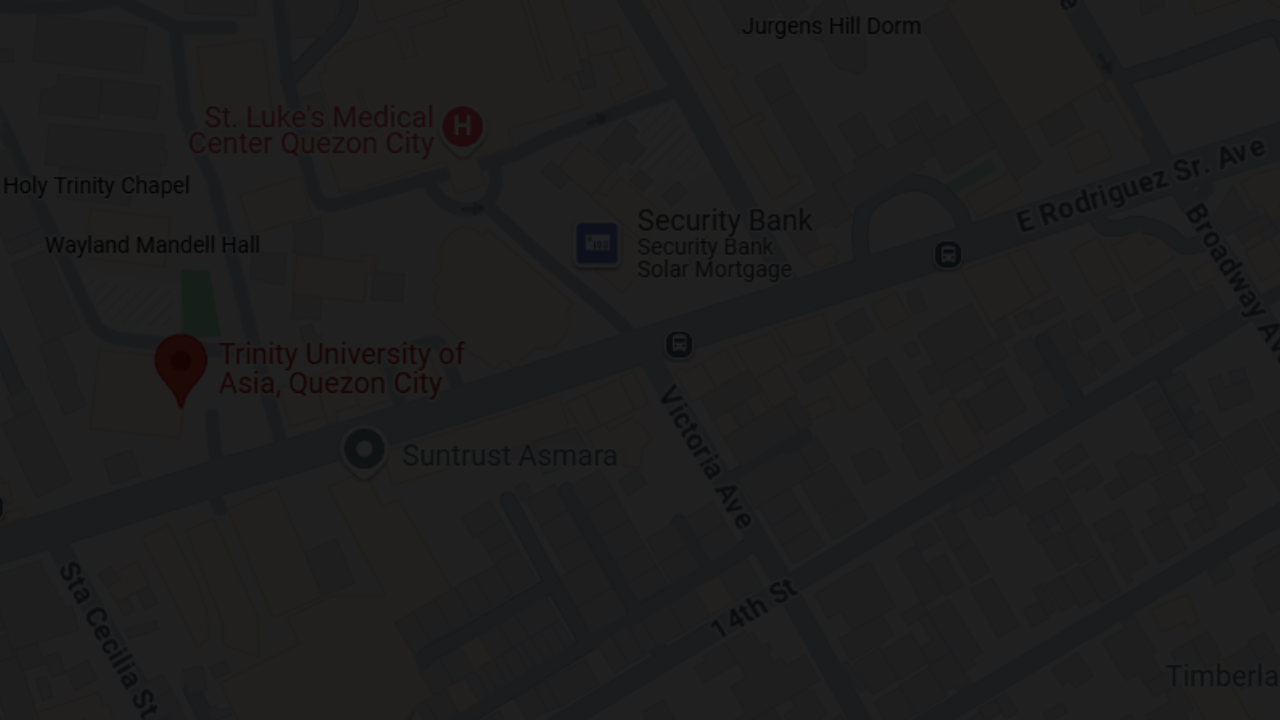 Jurgens Hill Dorm
St. Luke's Medical
Center Quezon City
H
E Rodriguez Sr. Ave
Holy Trinity Chapel
Security Bank
Security Bank
Solar Mortgage
Wayland Mandell Hall
Broadway Av
Trinity University of
Asia, Quezon City
Victoria Ave
Suntrust Asmara
14th St
Sta Cecilia St
Timberla